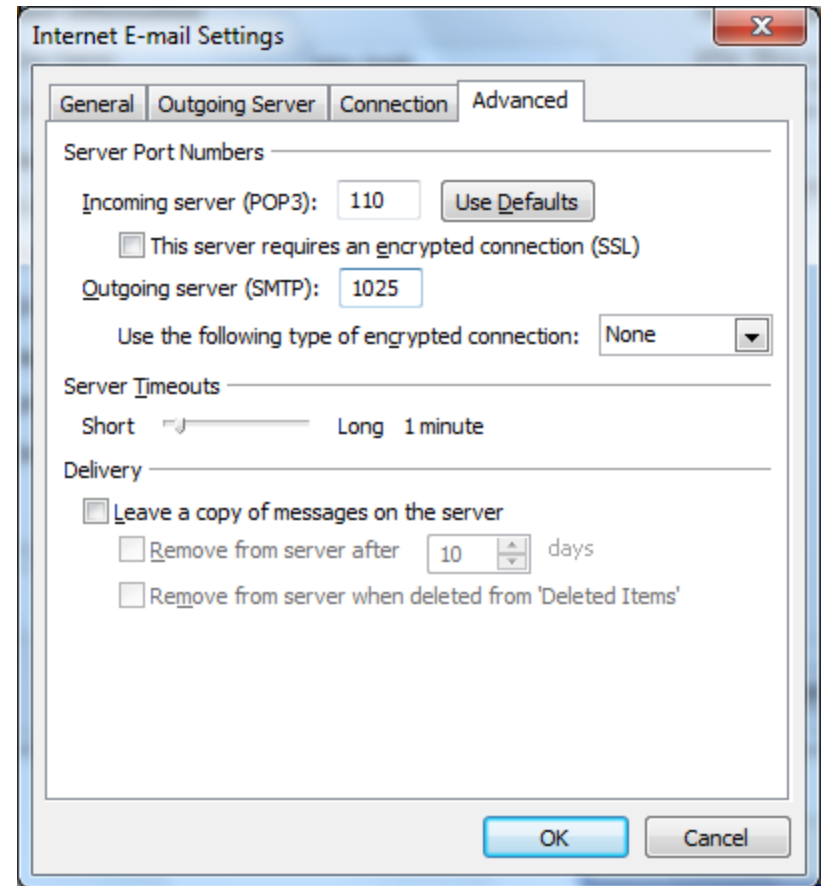 Internet E-mail Settings
X
General Outgoing Server Connection Advanced
Server Port Numbers
Incoming server (POP3): 110 Use Defaults
This server requires an encrypted connection (SSL)
Outgoing server (SMTP): 1025
Use the following type of encrypted connection: None
Server Timeouts
Short Long 1 minute
Delivery
Leave a copy of messages on the server
Remove from server after 10 days
Remove from server when deleted from 'Deleted Items'
OK Cancel